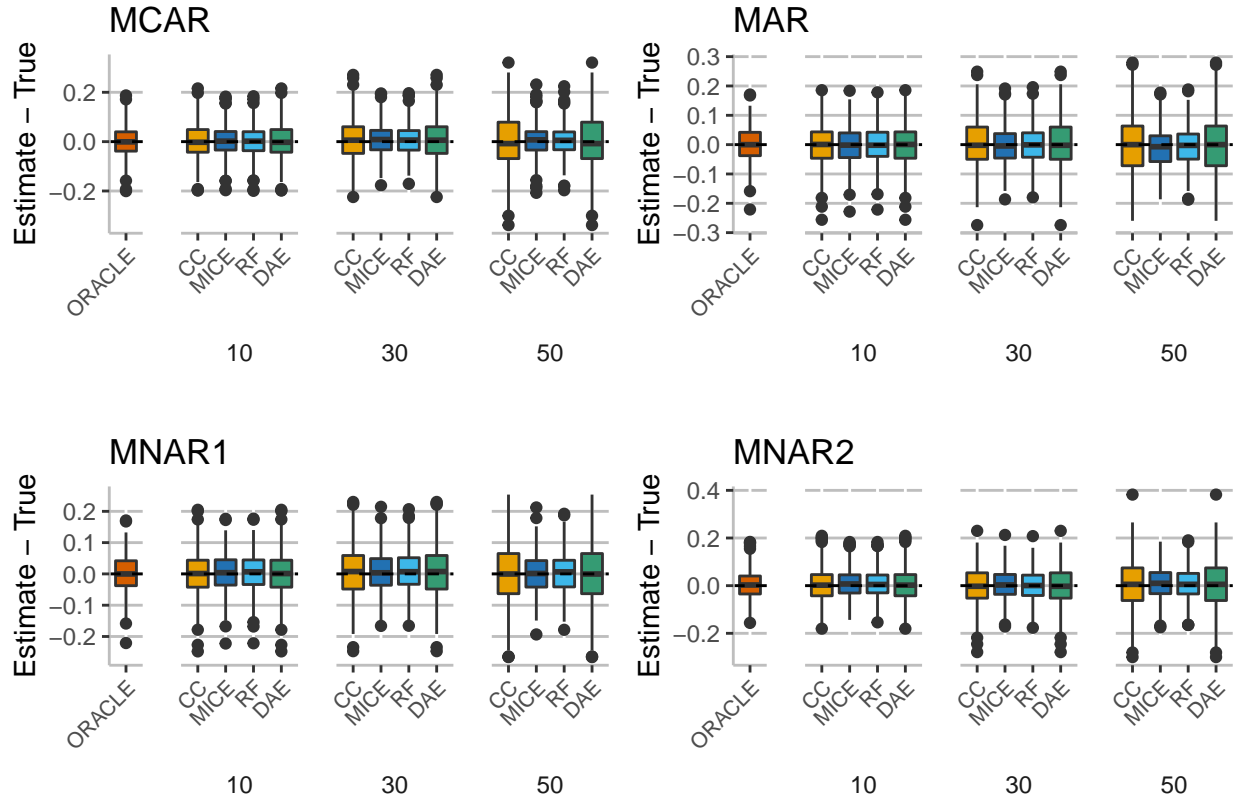 MCAR
Estimate − True
0.2
0.0
−0.2
ORACLE
CC
MICE
RF
DAE
CC
MICE
RF
DAE
CC
MICE
RF
DAE
10
30
50
MAR
Estimate − True
0.3
0.2
0.1
0.0
−0.1
−0.2
−0.3
ORACLE
CC
MICE
RF
DAE
CC
MICE
RF
DAE
CC
MICE
RF
DAE
10
30
50
MNAR1
Estimate − True
0.2
0.1
0.0
−0.1
−0.2
ORACLE
CC
MICE
RF
DAE
CC
MICE
RF
DAE
CC
MICE
RF
DAE
10
30
50
MNAR2
Estimate − True
0.4
0.2
0.0
−0.2
ORACLE
CC
MICE
RF
DAE
CC
MICE
RF
DAE
CC
MICE
RF
DAE
10
30
50